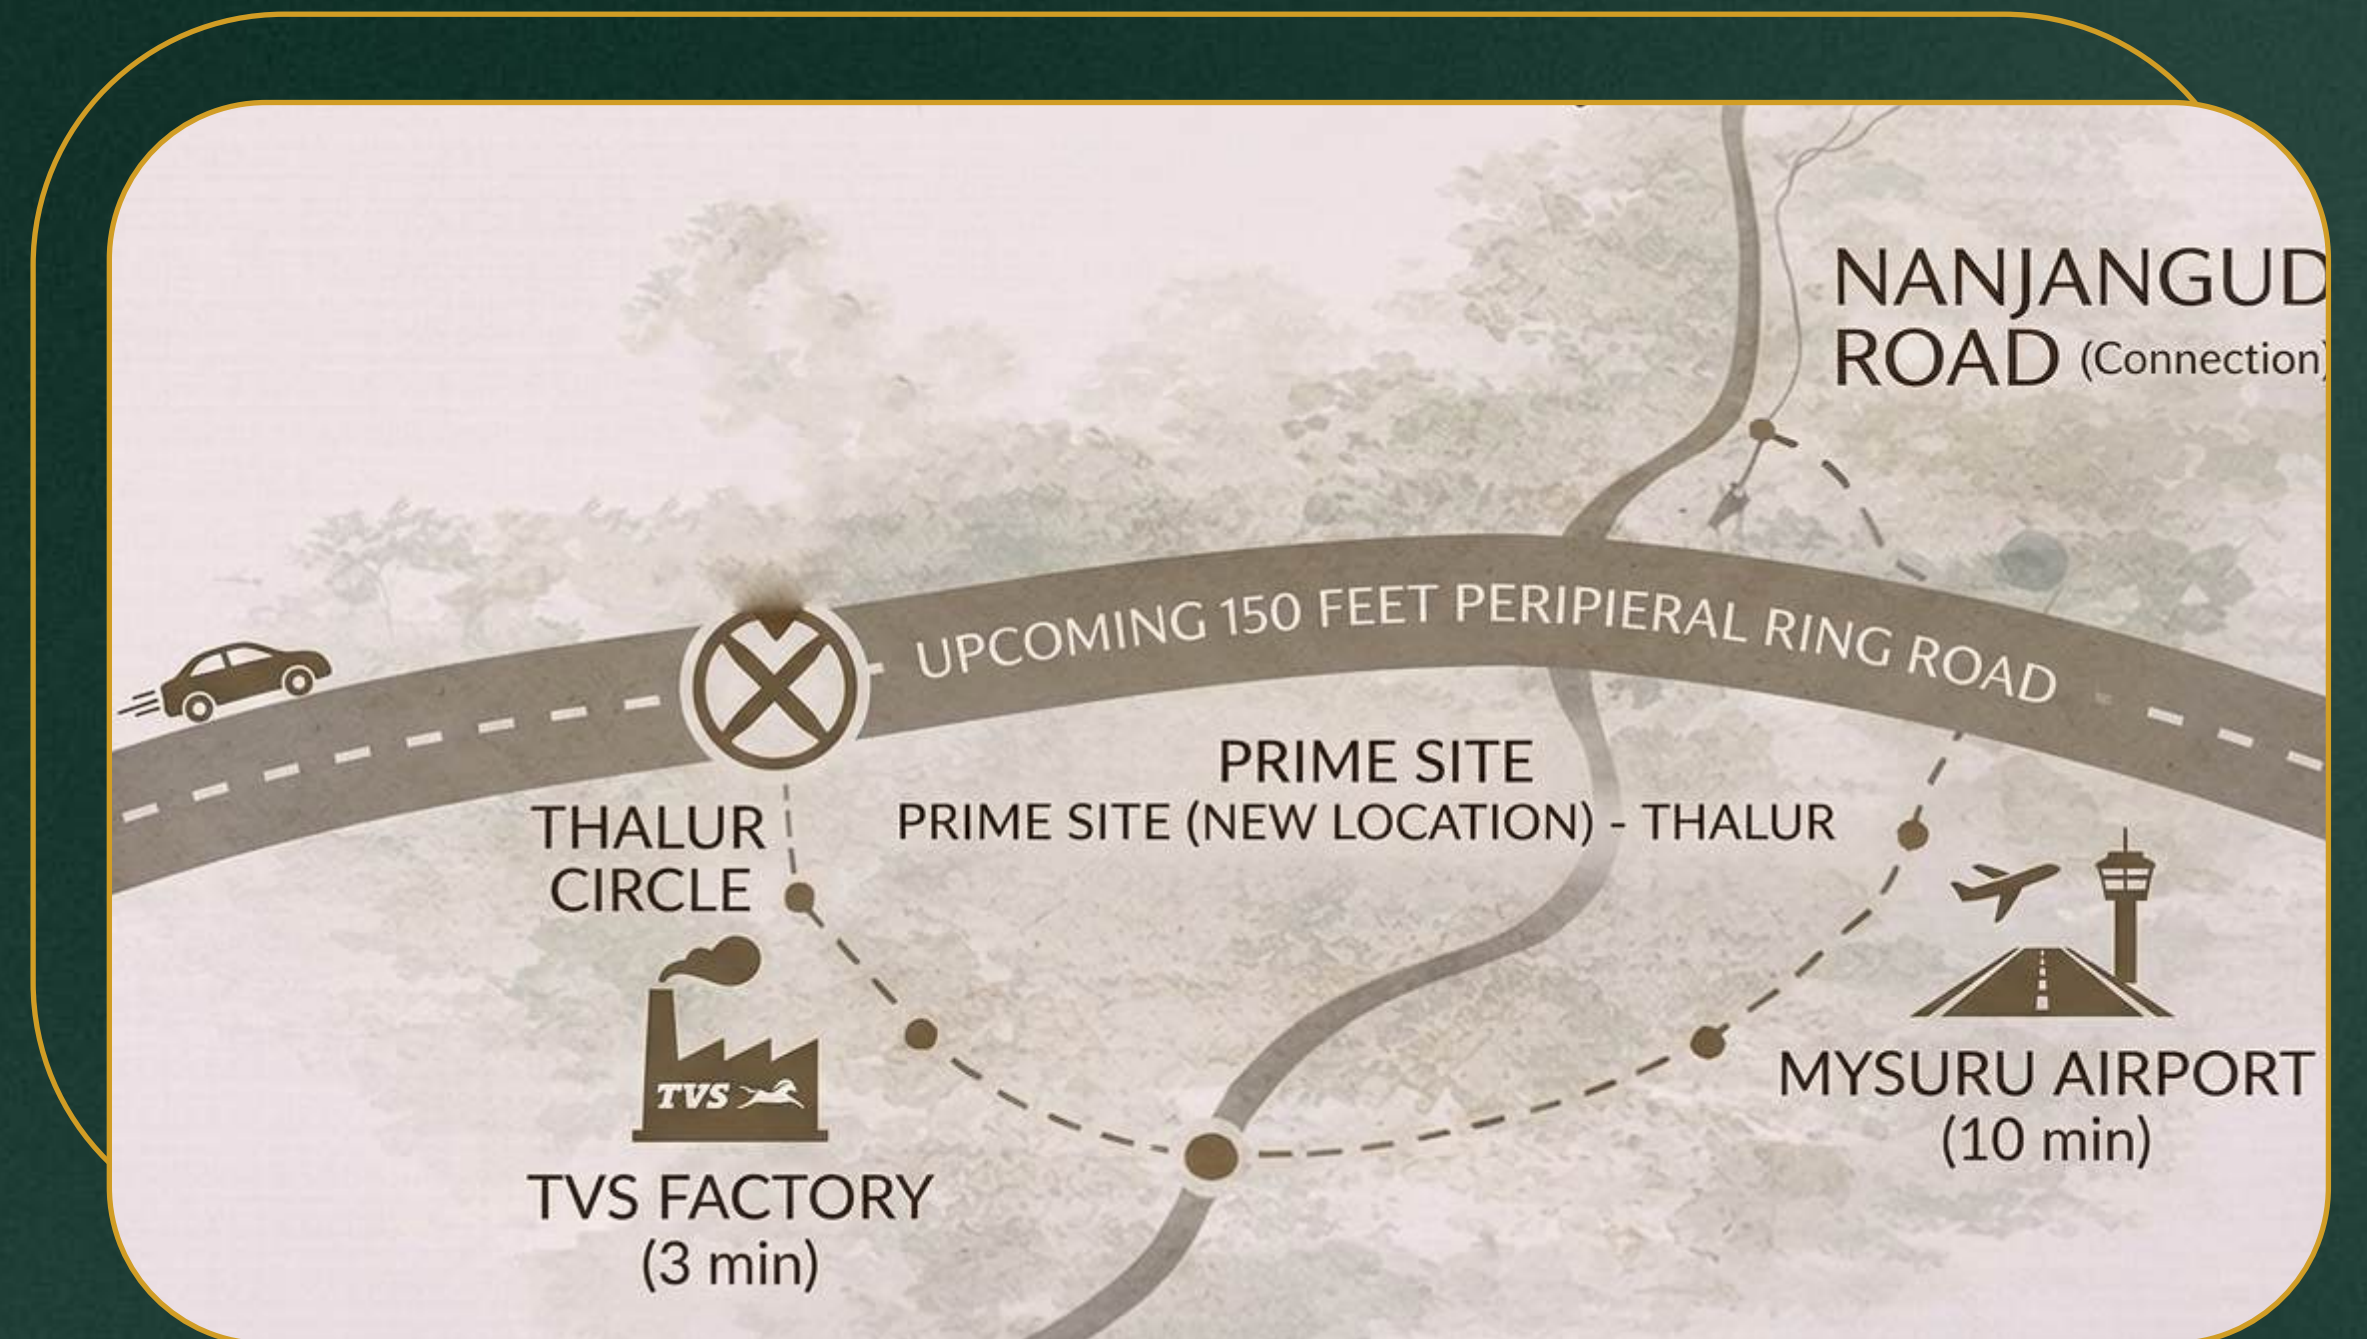 NANJANGUD
ROAD (Connection)
UPCOMING 150 FEET PERIPIERAL RING ROAD
PRIME SITE
PRIME SITE (NEW LOCATION) - THALUR
THALUR
CIRCLE
TVS
TVS FACTORY
(3 min)
MYSURU AIRPORT
(10 min)